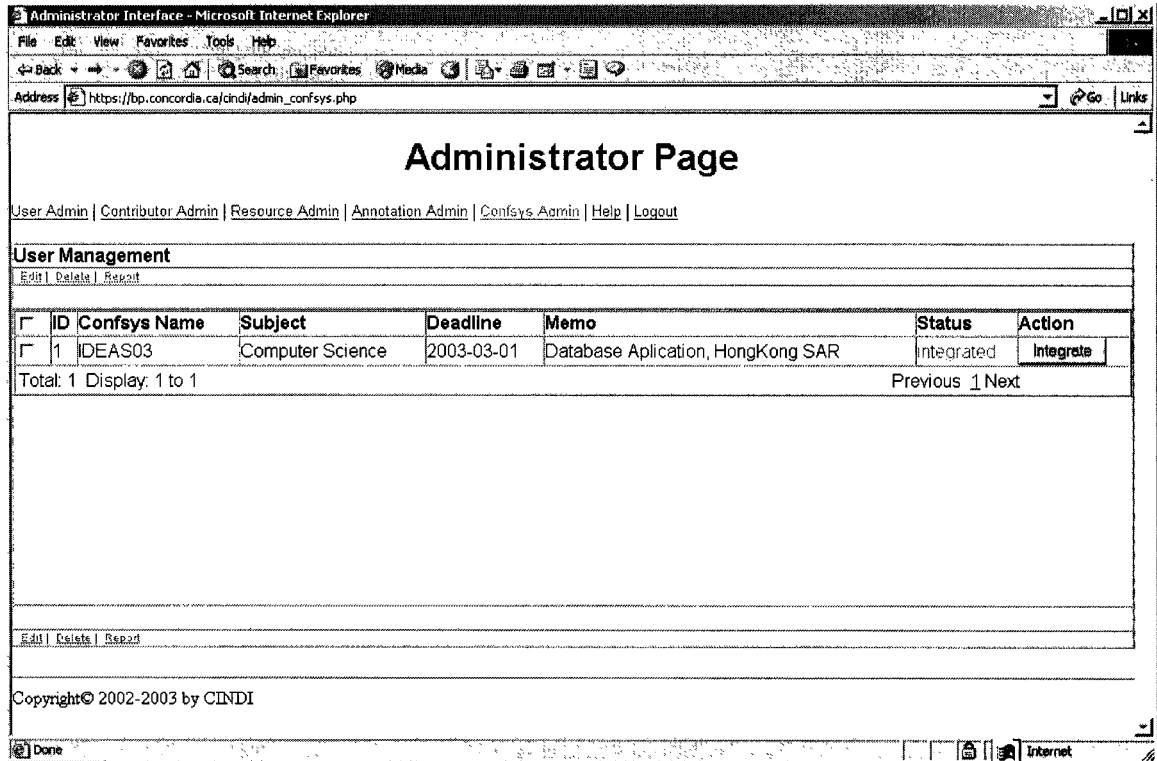 Administrator Interface - Microsoft Internet Explorer
File Edit View Favorites Tools Help
Back Search Favorites Media
Address https://bp.concordia.ca/cindi/admin_confsys.php Go Links
Administrator Page
User Admin | Contributor Admin | Resource Admin | Annotation Admin | Confsys Admin | Help | Logout
User Management
Edit | Delete | Report
ID Confsys Name Subject Deadline Memo Status Action
1 IDEAS03 Computer Science 2003-03-01 Database Aplication, HongKong SAR integrated Integrate
Total: 1 Display: 1 to 1 Previous 1 Next
Edit | Delete | Report
Copyright© 2002-2003 by CINDI
Done Internet